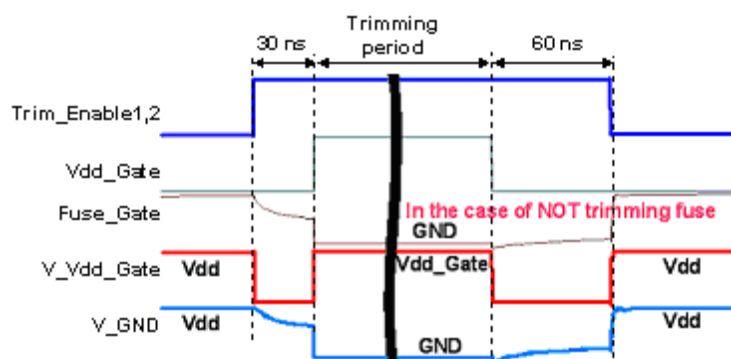 30 ns
Trimming
period
60 ns
Trim_Enable1,2
Vdd_Gate
Fuse_Gate
In the case of NOT trimming fuse
GND
V_Vdd_Gate
Vdd
Vdd_Gate
Vdd
V_GND
Vdd
GND
Vdd